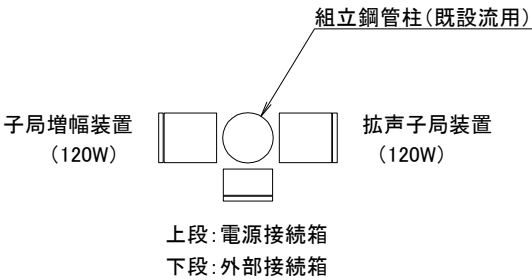 組立鋼管柱(既設流用)
子局増幅装置
(120W)
拡声子局装置
(120W)
上段:電源接続箱
下段:外部接続箱